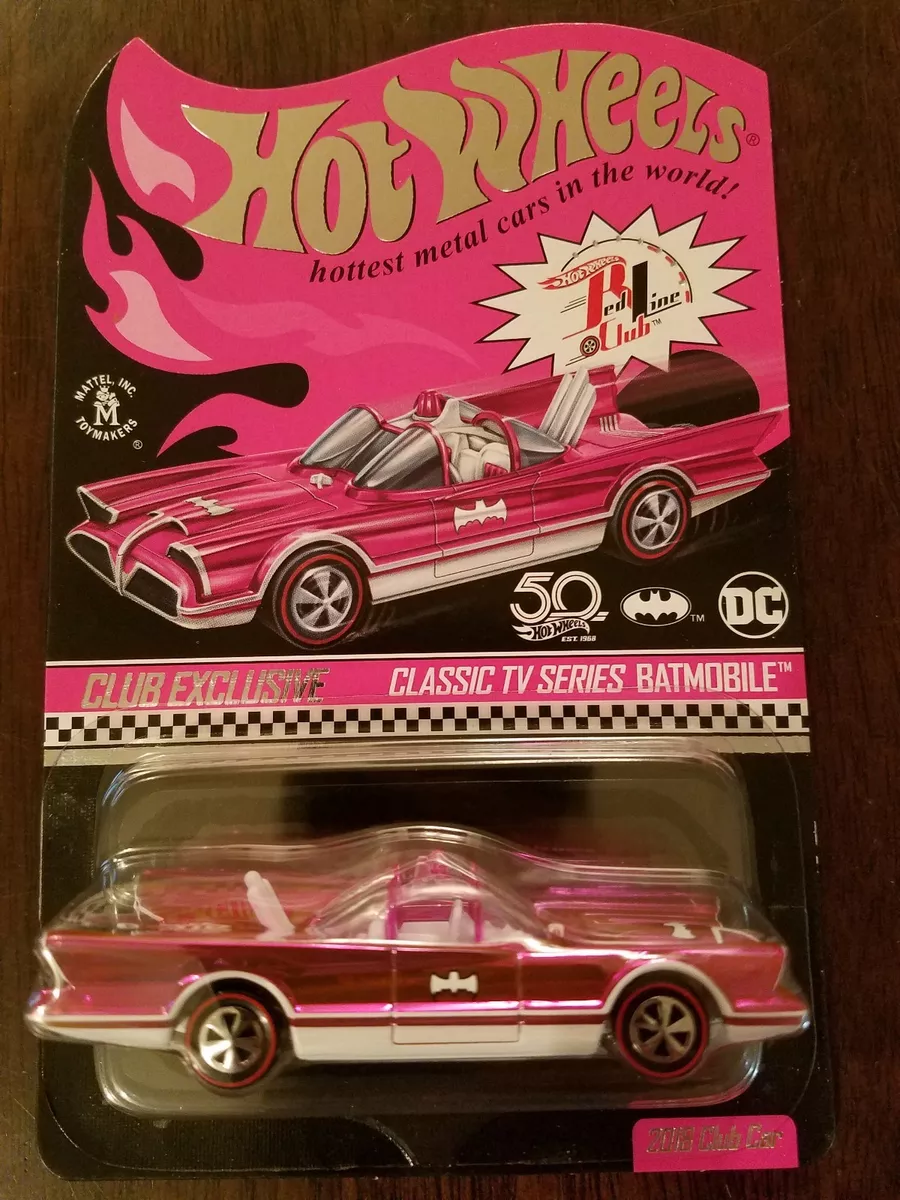 Hot Wheels®
hottest metal cars in the world!
Hot Wheels
Red Line
Club™
MATTEL, INC.
M
TOYMAKERS
®
50
Hot Wheels
EST. 1968
TM
DC
CLUB EXCLUSIVE
CLASSIC TV SERIES BATMOBILE™
2018 Club Car